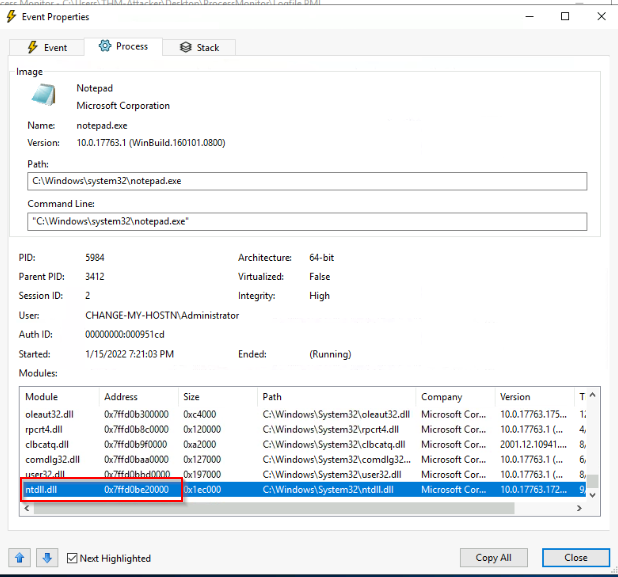 Event Properties
Event Process Stack
Image
Notepad
Microsoft Corporation
Name: notepad.exe
Version: 10.0.17763.1 (WinBuild.160101.0800)
Path:
C:\Windows\system32\notepad.exe
Command Line:
"C:\Windows\system32\notepad.exe"
PID: 5984 Architecture: 64-bit
Parent PID: 3412 Virtualized: False
Session ID: 2 Integrity: High
User: CHANGE-MY-HOSTN\Administrator
Auth ID: 00000000:000951cd
Started: 1/15/2022 7:21:03 PM Ended: (Running)
Modules:
Module Address Size Path Company Version T
oleaut32.dll 0x7ffd0b300000 0xc4000 C:\Windows\System32\oleaut32.dll Microsoft Cor... 10.0.17763.175...
rpcrt4.dll 0x7ffd0b8c0000 0x120000 C:\Windows\System32\rpcrt4.dll Microsoft Cor... 10.0.17763.1 (... 4/
clbcatq.dll 0x7ffd0b9f0000 0xa2000 C:\Windows\System32\clbcatq.dll Microsoft Cor... 2001.12.10941.... 8/
comdlg32.dll 0x7ffd0baa0000 0x127000 C:\Windows\System32\comdlg32.dll Microsoft Cor... 10.0.17763.1 (... 6/
user32.dll 0x7ffd0bbd0000 0x197000 C:\Windows\System32\user32.dll Microsoft Cor... 10.0.17763.1 (... 8/
ntdll.dll 0x7ffd0be20000 0x1ec000 C:\Windows\System32\ntdll.dll Microsoft Cor... 10.0.17763.172... 9/
Next Highlighted Copy All Close